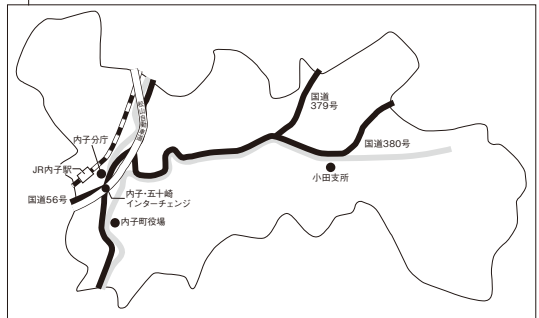 国道
379号
国道380号
内子分庁
JR内子駅
小田支所
国道56号
内子・五十崎
インターチェンジ
内子町役場